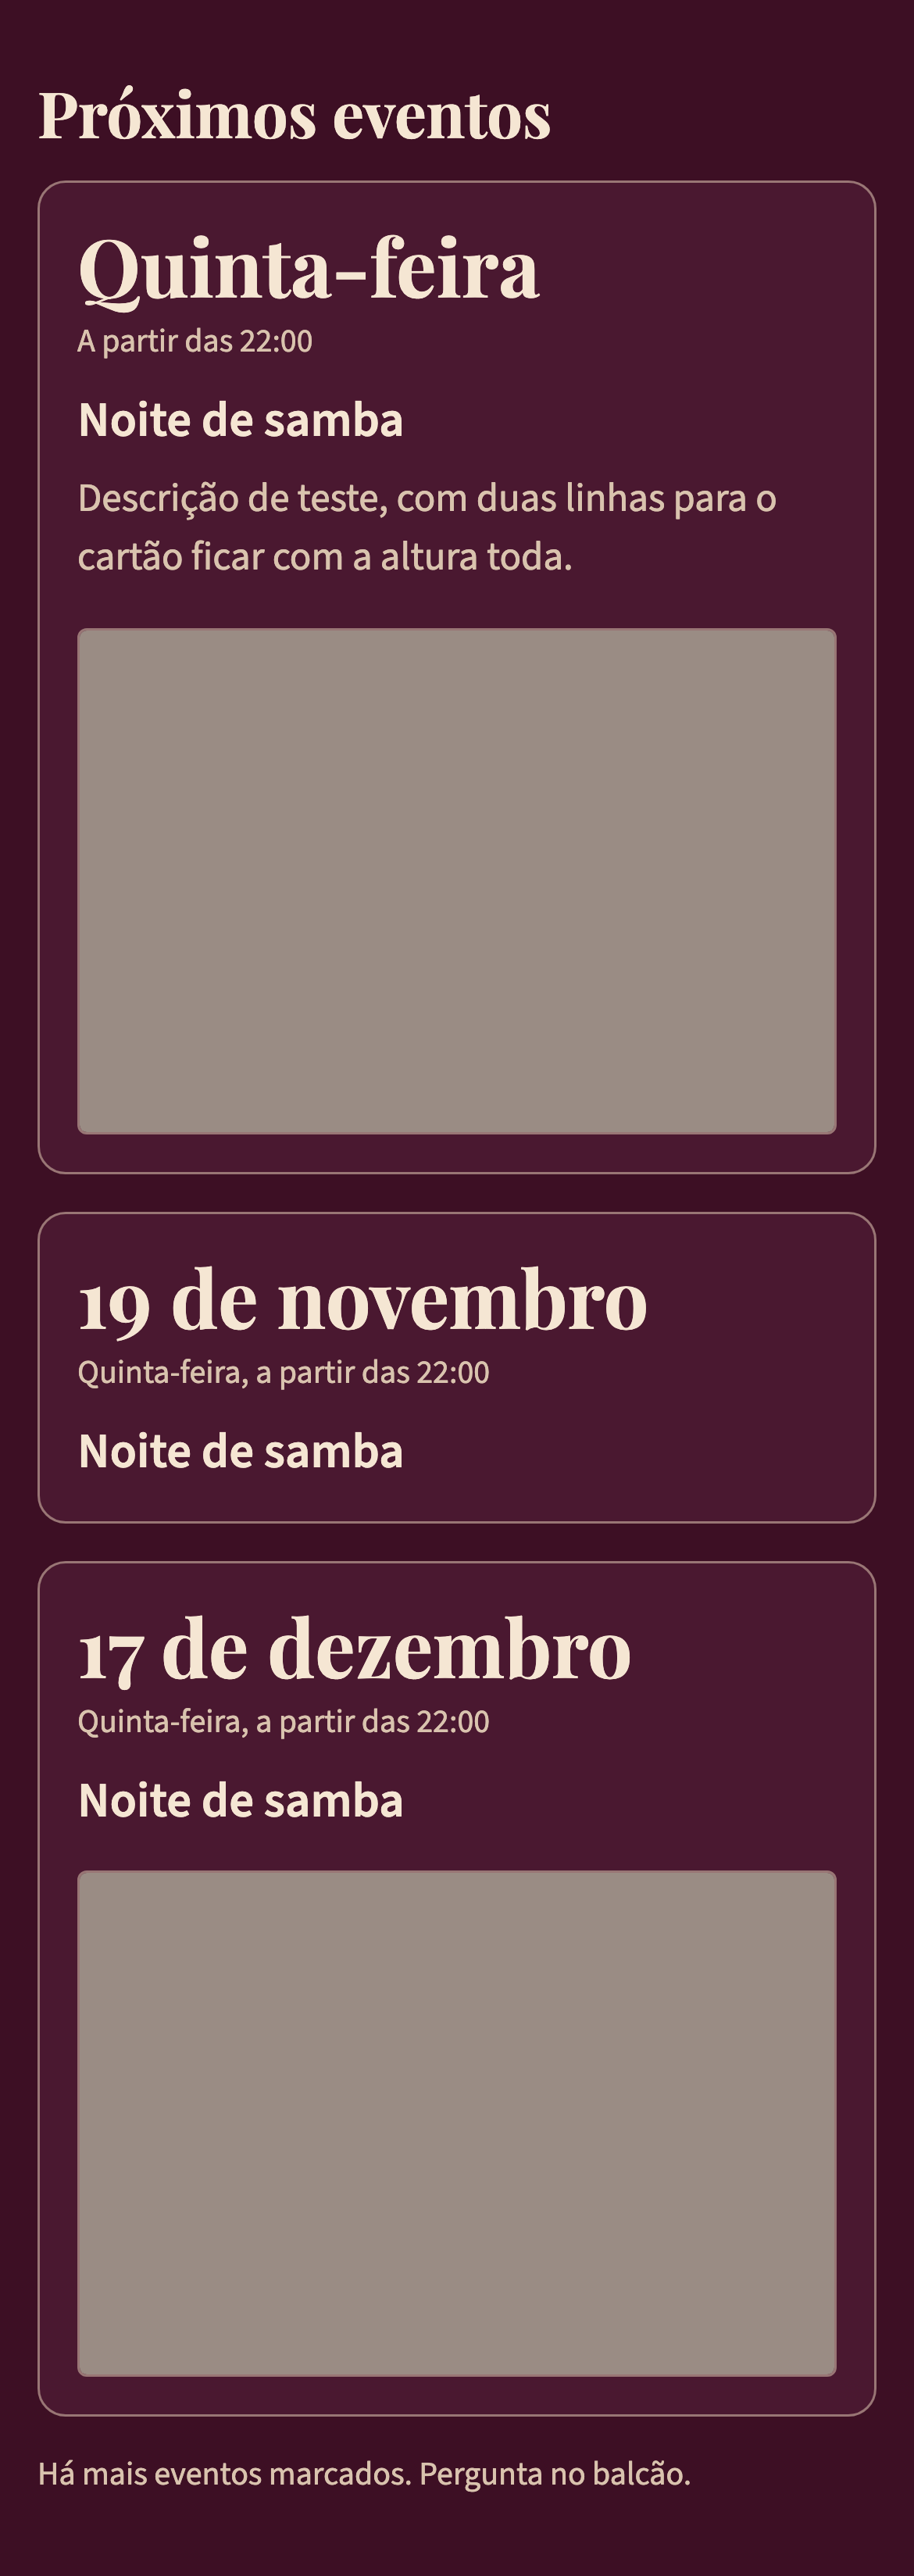 Próximos eventos
Quinta-feira
A partir das 22:00
Noite de samba
Descrição de teste, com duas linhas para o
cartão ficar com a altura toda.
19 de novembro
Quinta-feira, a partir das 22:00
Noite de samba
17 de dezembro
Quinta-feira, a partir das 22:00
Noite de samba
Há mais eventos marcados. Pergunta no balcão.